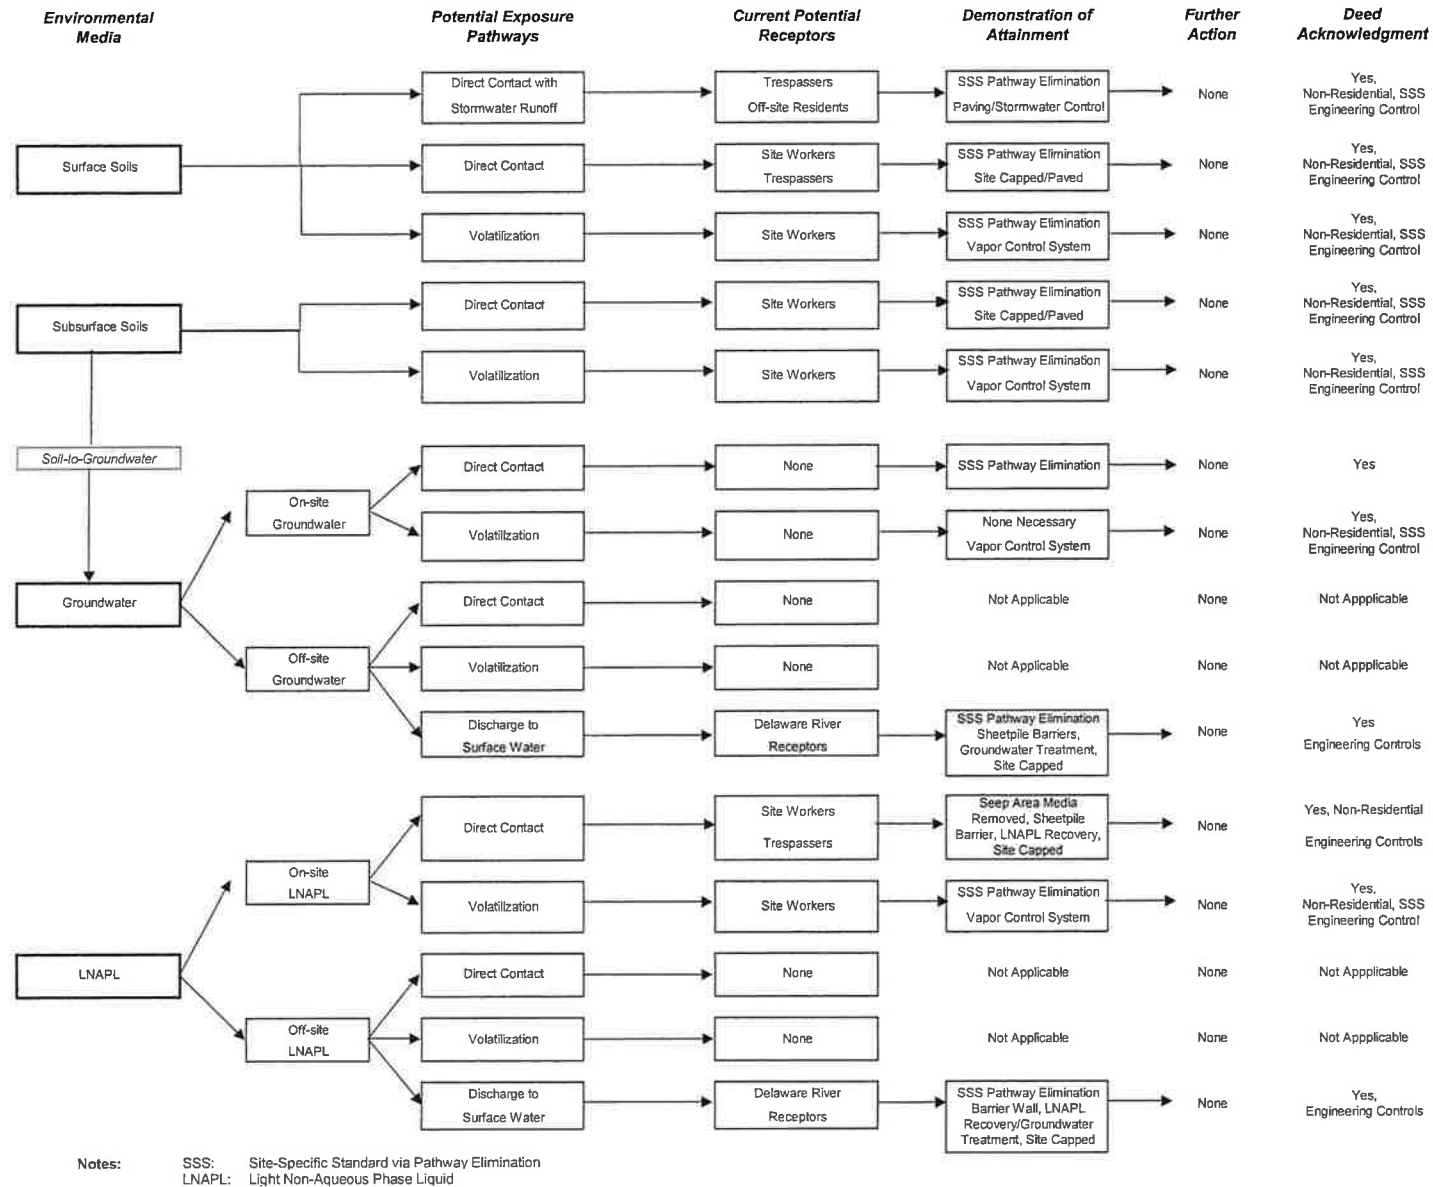 Environmental
Media
Potential Exposure
Pathways
Current Potential
Receptors
Demonstration of
Attainment
Further
Action
Deed
Acknowledgment
Surface Soils
Direct Contact with
Stormwater Runoff
Trespassers
Off-site Residents
SSS Pathway Elimination
Paving/Stormwater Control
None
Yes,
Non-Residential, SSS
Engineering Control
Direct Contact
Site Workers
Trespassers
SSS Pathway Elimination
Site Capped/Paved
None
Yes,
Non-Residential, SSS
Engineering Control
Volatilization
Site Workers
SSS Pathway Elimination
Vapor Control System
None
Yes,
Non-Residential, SSS
Engineering Control
Subsurface Soils
Direct Contact
Site Workers
SSS Pathway Elimination
Site Capped/Paved
None
Yes,
Non-Residential, SSS
Engineering Control
Volatilization
Site Workers
SSS Pathway Elimination
Vapor Control System
None
Yes,
Non-Residential, SSS
Engineering Control
Soil-to-Groundwater
Groundwater
On-site
Groundwater
Direct Contact
None
SSS Pathway Elimination
None
Yes
Volatilization
None
None Necessary
Vapor Control System
None
Yes,
Non-Residential, SSS
Engineering Control
Off-site
Groundwater
Direct Contact
None
Not Applicable
None
Not Appplicable
Volatilization
None
Not Applicable
None
Not Appplicable
Discharge to
Surface Water
Delaware River
Receptors
SSS Pathway Elimination
Sheetpile Barriers,
Groundwater Treatment,
Site Capped
None
Yes
Engineering Controls
LNAPL
On-site
LNAPL
Direct Contact
Site Workers
Trespassers
Seep Area Media
Removed, Sheetpile
Barrier, LNAPL Recovery,
Site Capped
None
Yes, Non-Residential
Engineering Controls
Volatilization
Site Workers
SSS Pathway Elimination
Vapor Control System
None
Yes,
Non-Residential, SSS
Engineering Control
Off-site
LNAPL
Direct Contact
None
Not Applicable
None
Not Appplicable
Volatilization
None
Not Applicable
None
Not Appplicable
Discharge to
Surface Water
Delaware River
Receptors
SSS Pathway Elimination
Barrier Wall, LNAPL
Recovery/Groundwater
Treatment, Site Capped
None
Yes,
Engineering Controls
Notes: SSS: Site-Specific Standard via Pathway Elimination
LNAPL: Light Non-Aqueous Phase Liquid